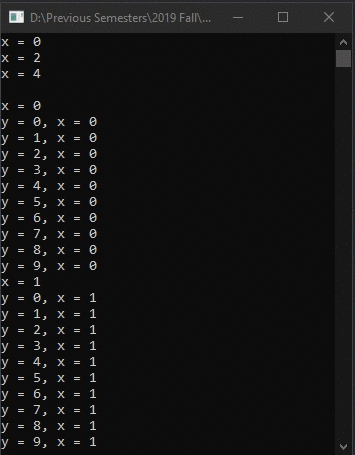 D:\Previous Semesters\2019 Fall\...
x = 0
x = 2
x = 4

x = 0
y = 0, x = 0
y = 1, x = 0
y = 2, x = 0
y = 3, x = 0
y = 4, x = 0
y = 5, x = 0
y = 6, x = 0
y = 7, x = 0
y = 8, x = 0
y = 9, x = 0
x = 1
y = 0, x = 1
y = 1, x = 1
y = 2, x = 1
y = 3, x = 1
y = 4, x = 1
y = 5, x = 1
y = 6, x = 1
y = 7, x = 1
y = 8, x = 1
y = 9, x = 1